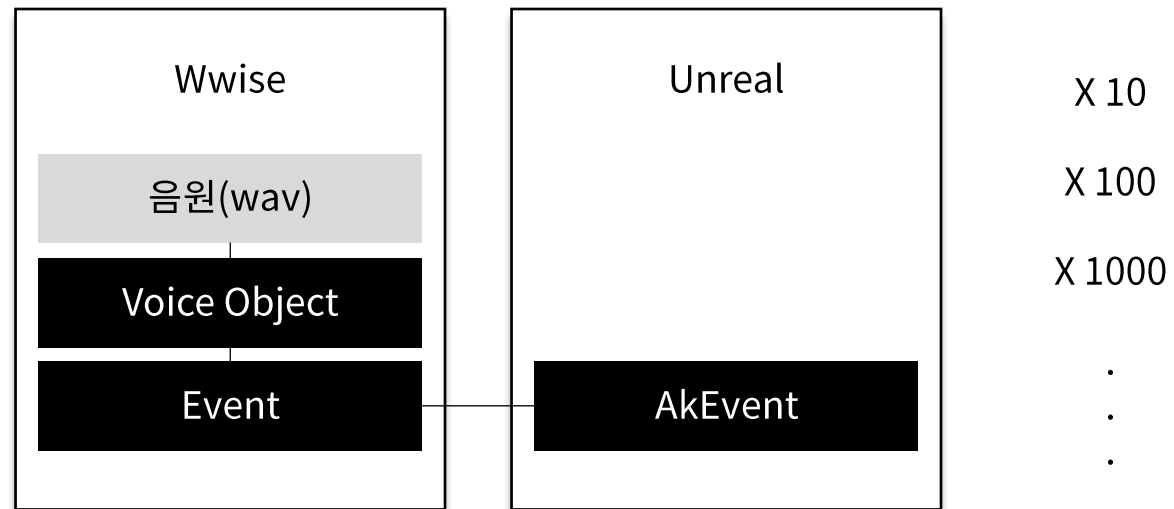 Wwise
음원(wav)
Voice Object
Event
Unreal
AkEvent
X 10
X 100
X 1000
.
.
.